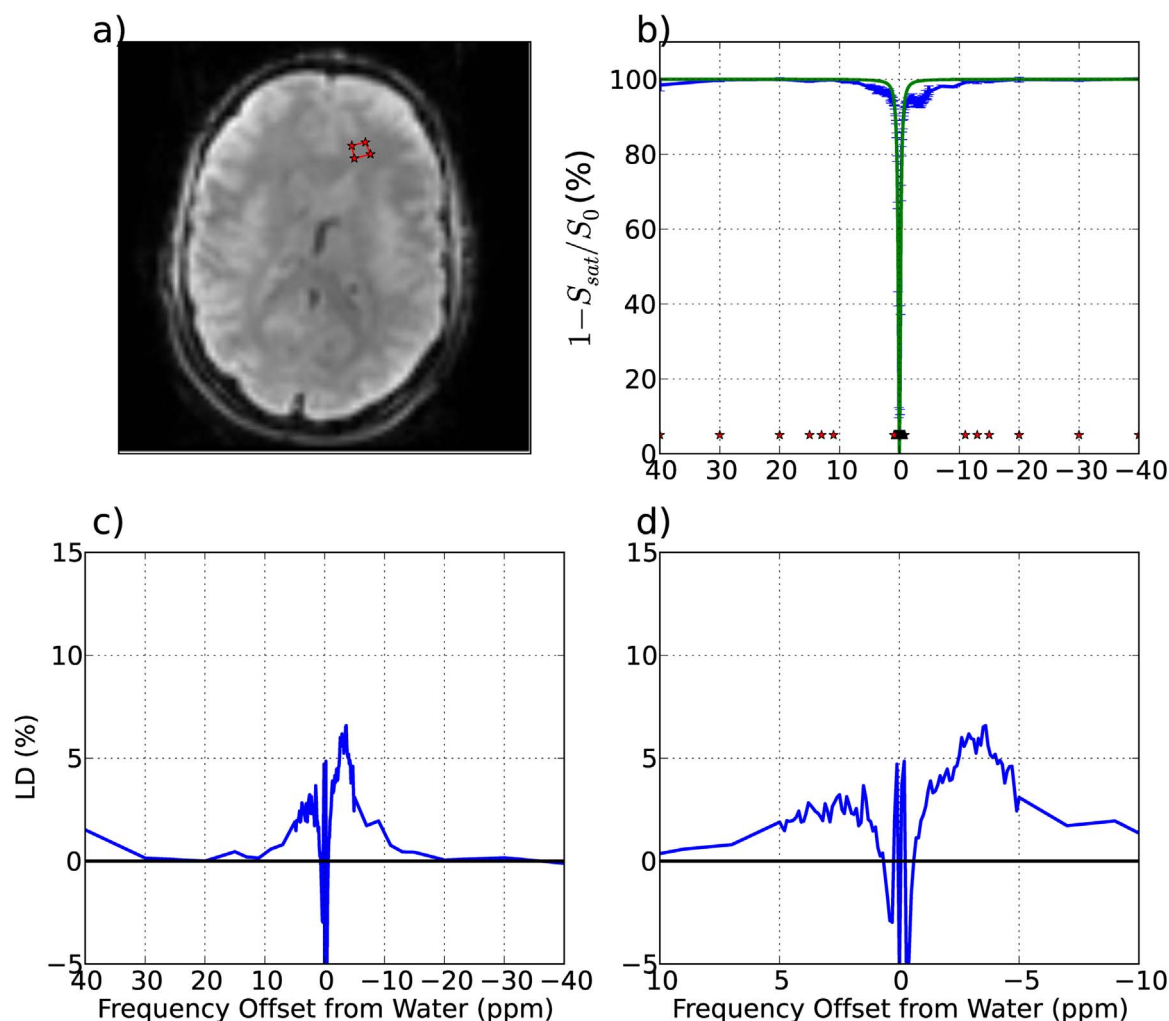 a)
b)
1−S_sat/S_0 (%)
100
80
60
40
20
0
40 30 20 10 0 −10 −20 −30 −40
c)
d)
LD (%)
15
10
5
0
−5
40 30 20 10 0 −10 −20 −30 −40
Frequency Offset from Water (ppm)
15
10
5
0
−5
10 5 0 −5 −10
Frequency Offset from Water (ppm)